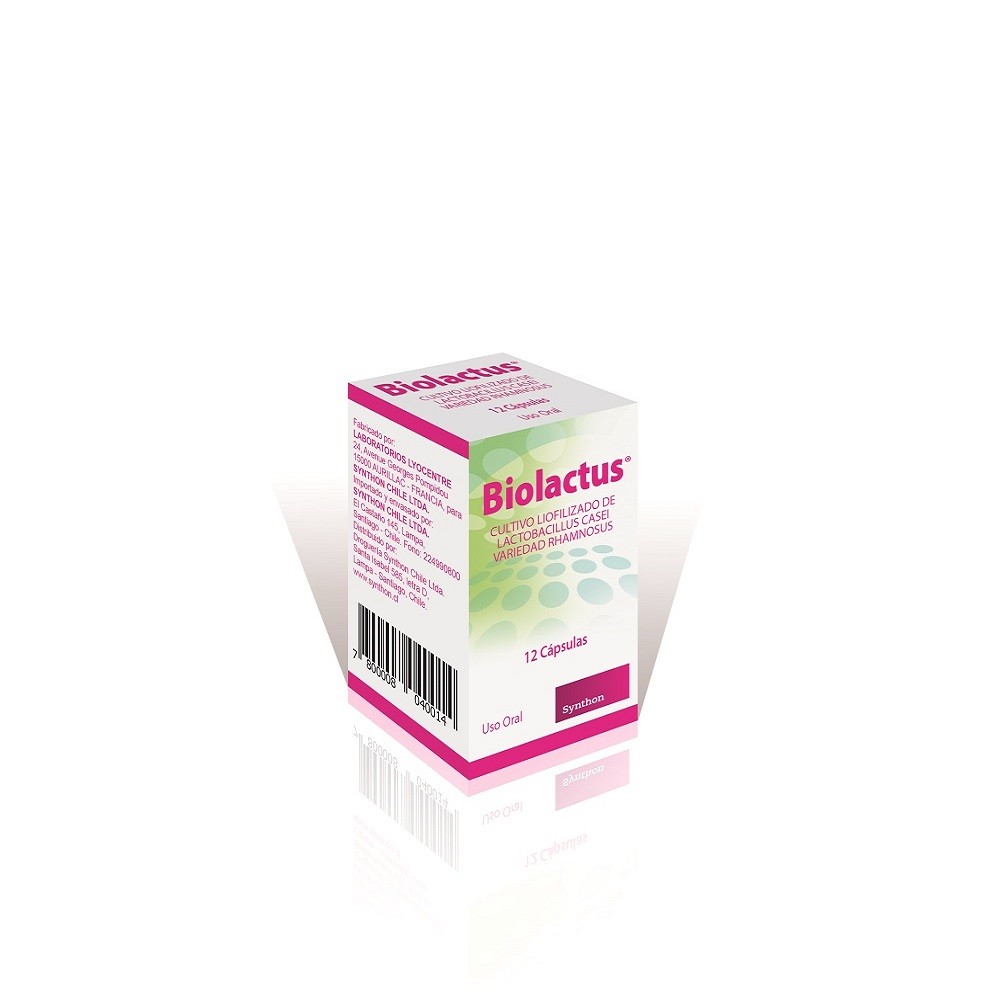 Biolactus®
CULTIVO LIOFILIZADO DE
LACTOBACILLUS CASEI
VARIEDAD RHAMNOSUS
12 Cápsulas
Uso Oral
Fabricado por:
LABORATORIOS LYOCENTRE
24, Avenue Georges Pompidou
15000 AURILLAC - FRANCIA, para
SYNTHON CHILE LTDA.
Importado y envasado por:
SYNTHON CHILE LTDA.
El Castaño 145, Lampa,
Santiago - Chile. Fono: 224990800
Distribuido por:
Droguería Synthon Chile Ltda.
Santa Isabel 585, letra D,
Lampa - Santiago, Chile.
www.synthon.cl
7 800008 040014
Biolactus®
CULTIVO LIOFILIZADO DE
LACTOBACILLUS CASEI
VARIEDAD RHAMNOSUS
12 Cápsulas
Synthon
Uso Oral